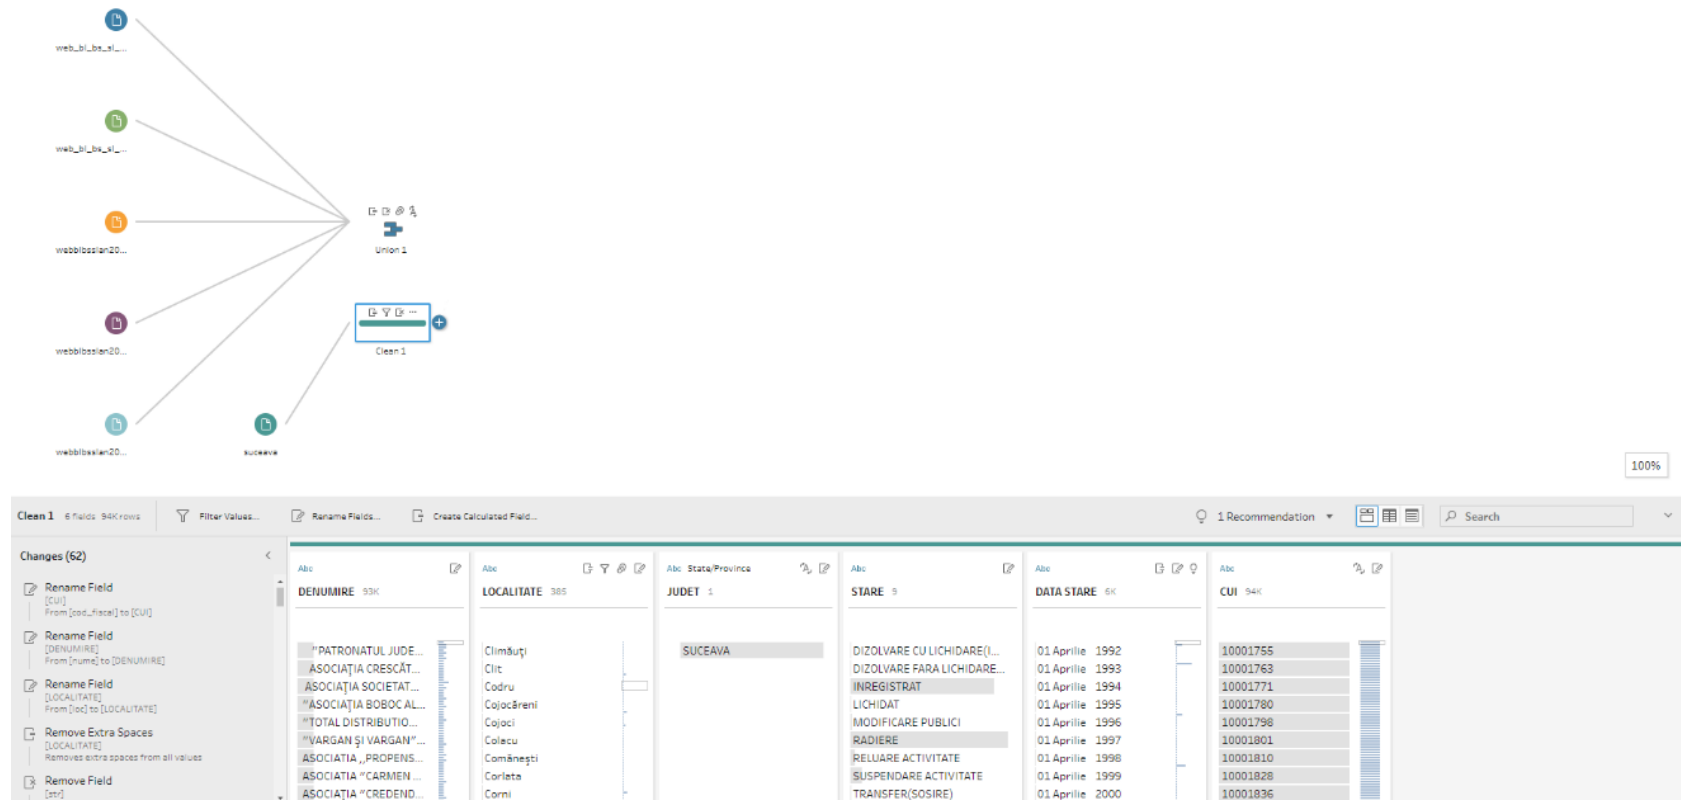 web_bl_bs_sl_...
web_bl_bs_sl_...
webblbsslan20...
Union 1
webblbsslan20...
Clean 1
webblbsslan20...
suceava
100%
Clean 1 6 fields 94K rows Filter Values... Rename Fields... Create Calculated Field... 1 Recommendation Search
Changes (62)
Rename Field
[CUI]
From [cod_fiscal] to [CUI]
Rename Field
[DENUMIRE]
From [nume] to [DENUMIRE]
Rename Field
[LOCALITATE]
From [loc] to [LOCALITATE]
Remove Extra Spaces
[LOCALITATE]
Removes extra spaces from all values
Remove Field
[str]
Abc
DENUMIRE 93K
"PATRONATUL JUDE...
ASOCIAȚIA CRESCĂT...
ASOCIAȚIA SOCIETAT...
"ASOCIAȚIA BOBOC AL...
"TOTAL DISTRIBUTIO...
"VARGAN ȘI VARGAN"...
ASOCIAȚIA ,,PROPENS...
ASOCIATIA "CARMEN ...
ASOCIAȚIA "CREDEND...
Abc
LOCALITATE 385
Climăuți
Clit
Codru
Cojocăreni
Cojoci
Colacu
Comănești
Corlata
Corni
Abc State/Province
JUDET 1
SUCEAVA
Abc
STARE 9
DIZOLVARE CU LICHIDARE(I...
DIZOLVARE FARA LICHIDARE...
INREGISTRAT
LICHIDAT
MODIFICARE PUBLICI
RADIERE
RELUARE ACTIVITATE
SUSPENDARE ACTIVITATE
TRANSFER(SOSIRE)
Abc
DATA STARE 6K
01 Aprilie 1992
01 Aprilie 1993
01 Aprilie 1994
01 Aprilie 1995
01 Aprilie 1996
01 Aprilie 1997
01 Aprilie 1998
01 Aprilie 1999
01 Aprilie 2000
Abc
CUI 94K
10001755
10001763
10001771
10001780
10001798
10001801
10001810
10001828
10001836